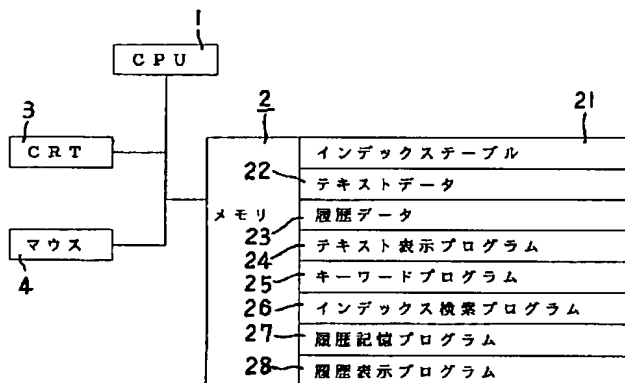 1
CPU
3
CRT
2
21
インデックステーブル
22
テキストデータ
メモリ
履歴データ
マウス
23
テキスト表示プログラム
4
24
キーワードプログラム
25
インデックス検索プログラム
26
履歴記憶プログラム
27
履歴表示プログラム
28